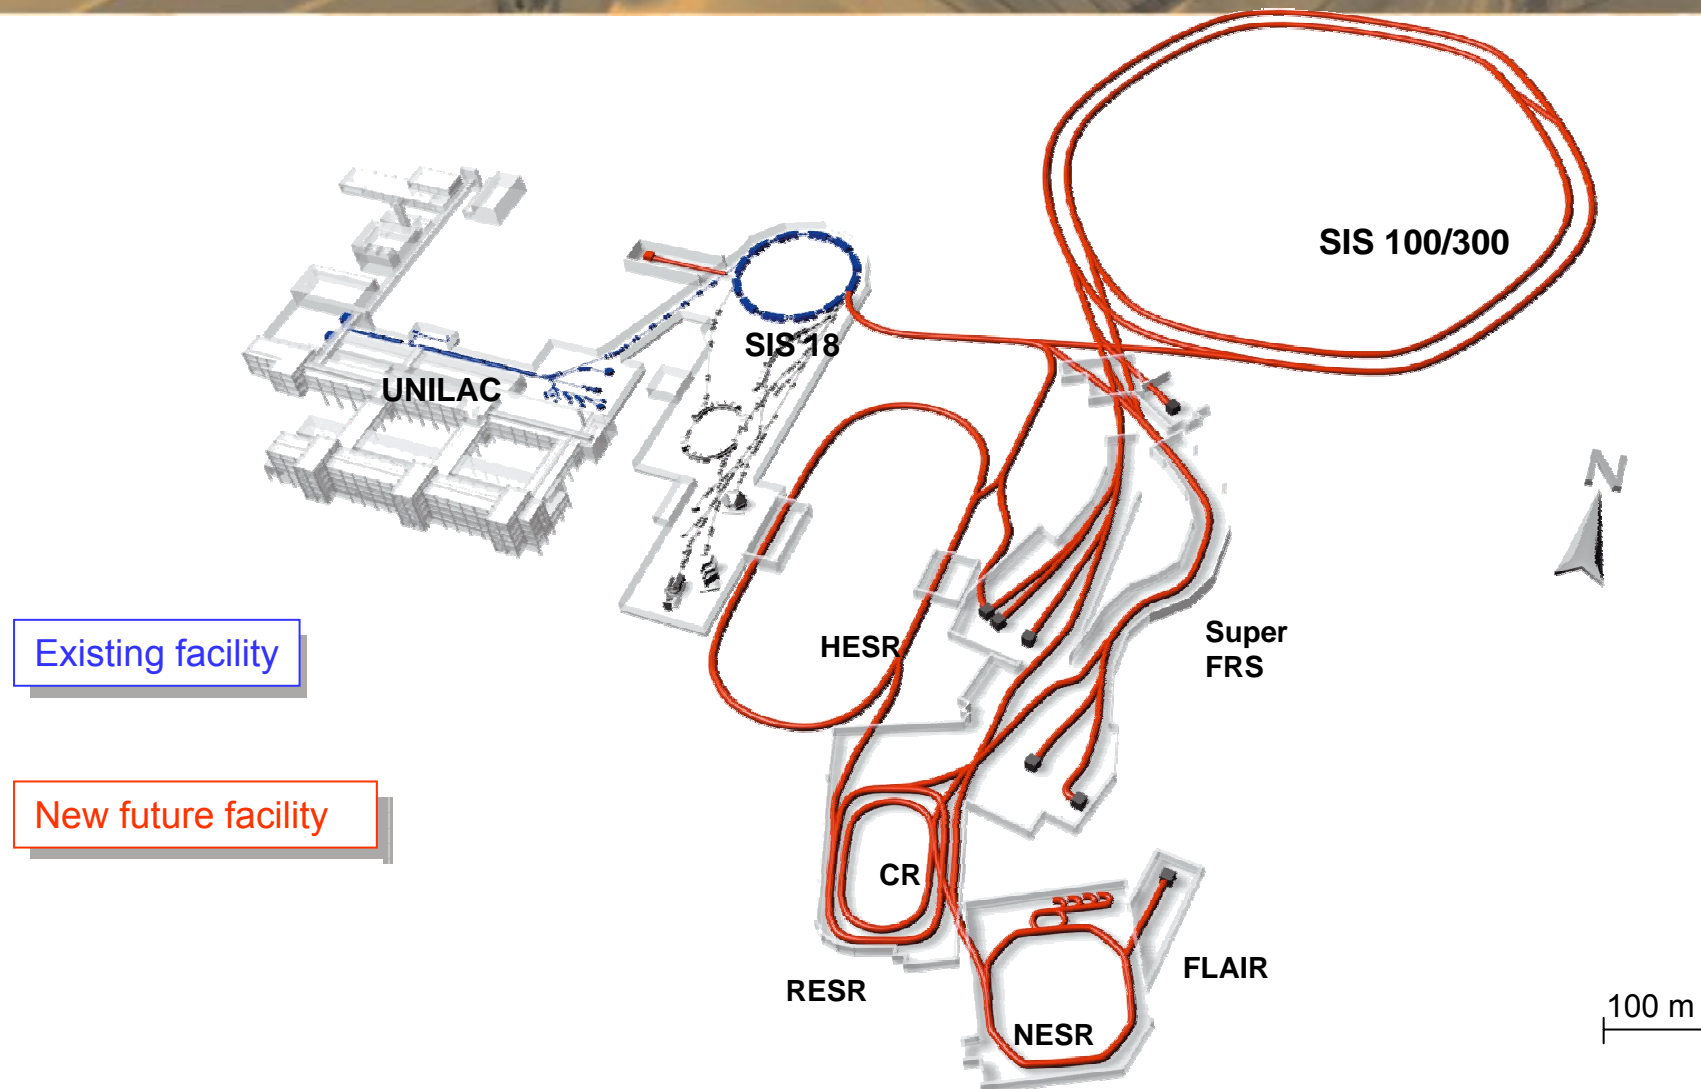 SIS 100/300
SIS 18
UNILAC
N
Existing facility
HESR
Super
FRS
New future facility
CR
FLAIR
RESR
NESR
100 m